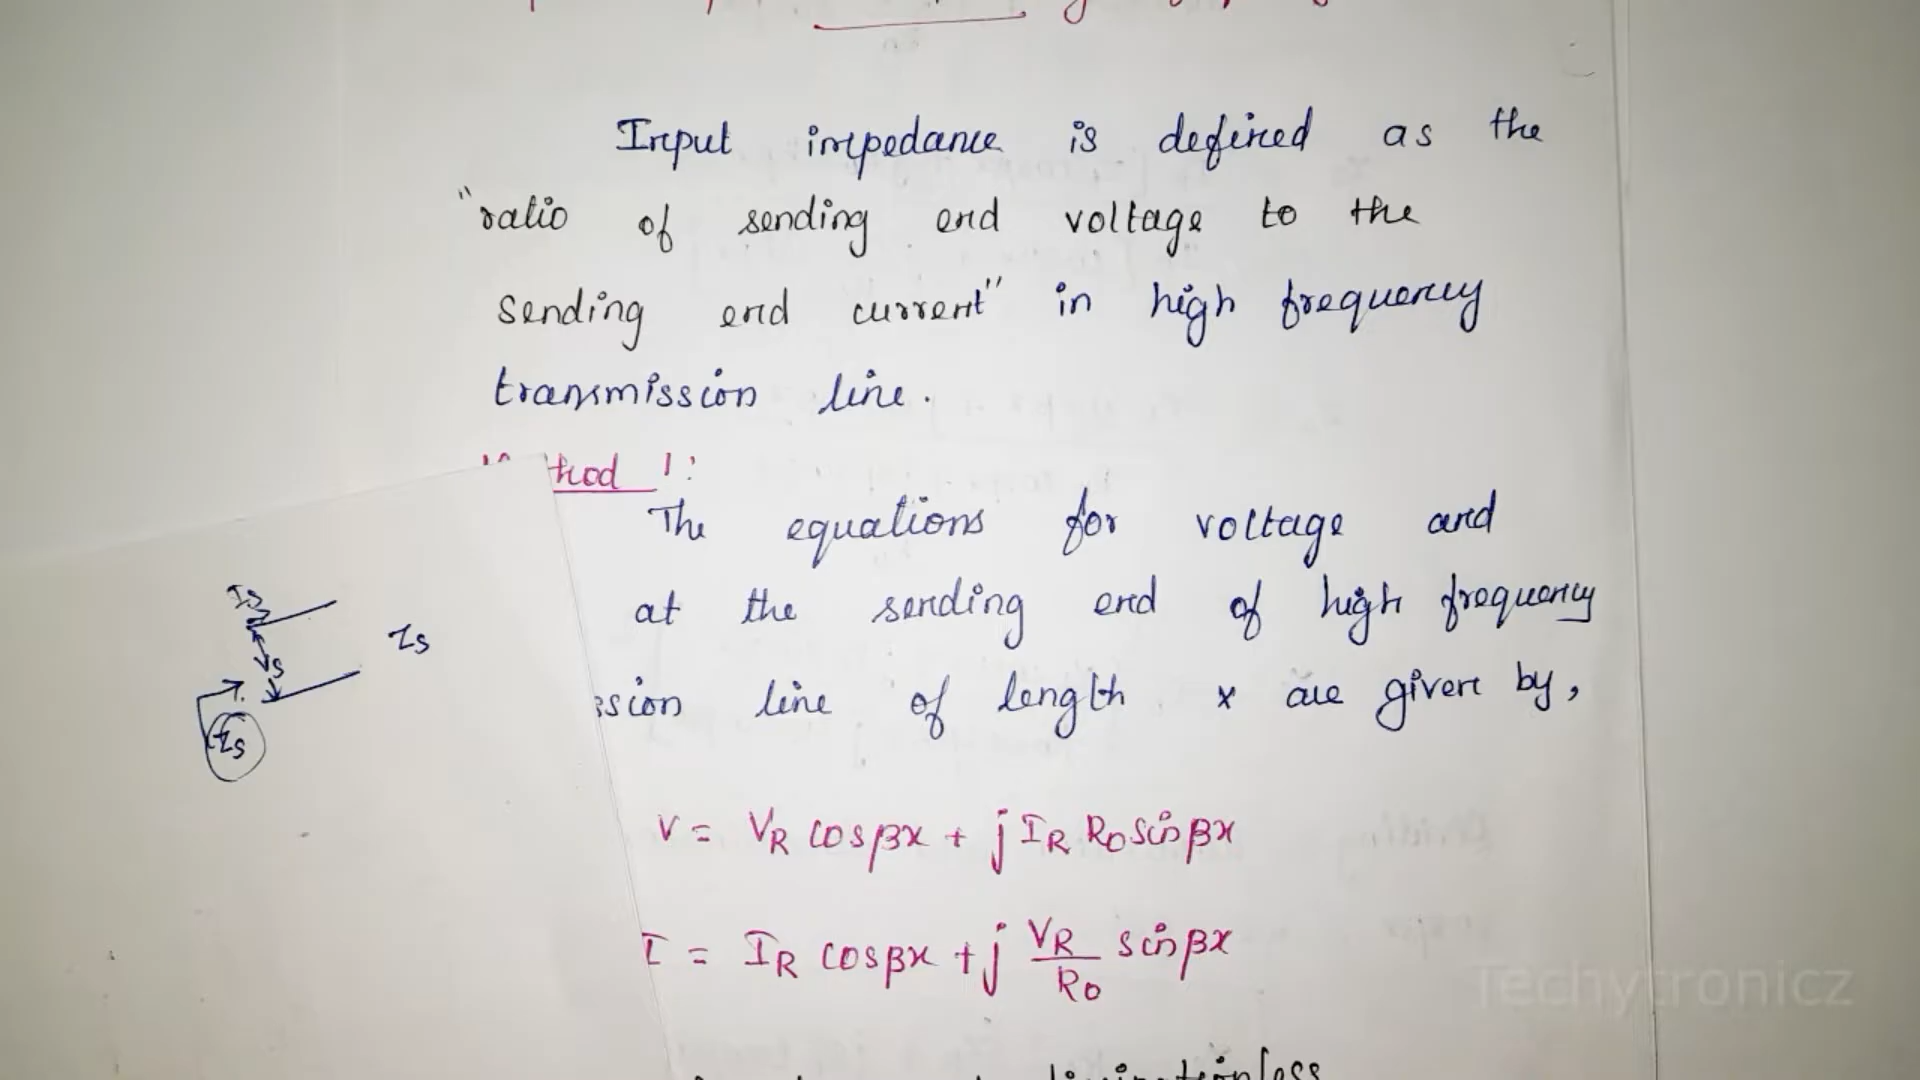 Input impedance is defined as the
"ratio of sending end voltage to the
sending end current" in high frequency
transmission line.
thod 1:
The equations for voltage and
at the sending end of high frequency
ssion line of length x are given by,
V = VR cosβx + j IR R0 sinβx
I = IR cosβx + j VR/R0 sinβx
Is
Vs
Zs
Zs
Techytronicz